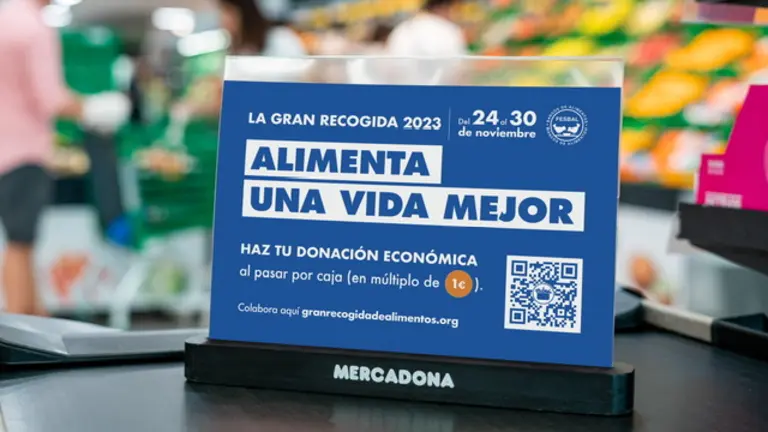 LA GRAN RECOGIDA 2023
Del 24 al 30
de noviembre
FESBAL
ALIMENTA
UNA VIDA MEJOR
HAZ TU DONACIÓN ECONÓMICA
al pasar por caja (en múltiplo de 1€).
Colabora aquí granrecogidadealimentos.org
MERCADONA